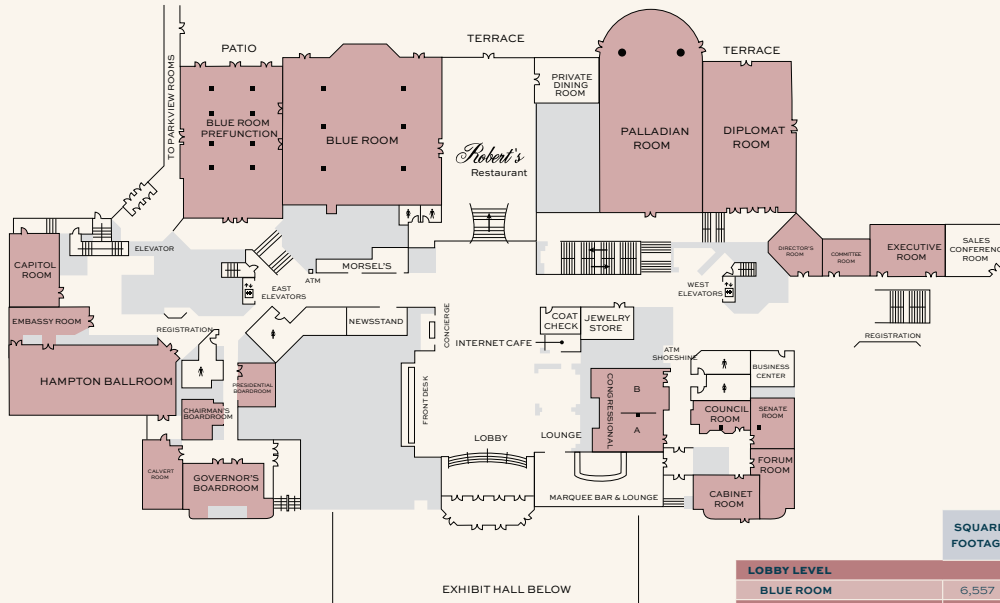 PATIO
TERRACE
TERRACE
TO PARKVIEW ROOMS
PRIVATE
DINING
ROOM
BLUE ROOM
PREFUNCTION
BLUE ROOM
PALLADIAN
ROOM
DIPLOMAT
ROOM
Robert's
Restaurant
ELEVATOR
CAPITOL
ROOM
MORSEL'S
ATM
EAST
ELEVATORS
WEST
ELEVATORS
DIRECTOR'S
ROOM
COMMITTEE
ROOM
EXECUTIVE
ROOM
SALES
CONFERENC
ROOM
EMBASSY ROOM
REGISTRATION
NEWSSTAND
CONCIERGE
COAT
CHECK
JEWELRY
STORE
INTERNET CAFE
REGISTRATION
ATM
SHOESHINE
BUSINESS
CENTER
HAMPTON BALLROOM
PRESIDENTIAL
BOARDROOM
FRONT DESK
CONGRESSIONAL
B
A
CHAIRMAN'S
BOARDROOM
COUNCIL
ROOM
SENATE
ROOM
LOBBY
LOUNGE
FORUM
ROOM
CALVERT
ROOM
GOVERNOR'S
BOARDROOM
MARQUEE BAR & LOUNGE
CABINET
ROOM
EXHIBIT HALL BELOW
SQUAR
FOOTAG
LOBBY LEVEL
BLUE ROOM 6,557